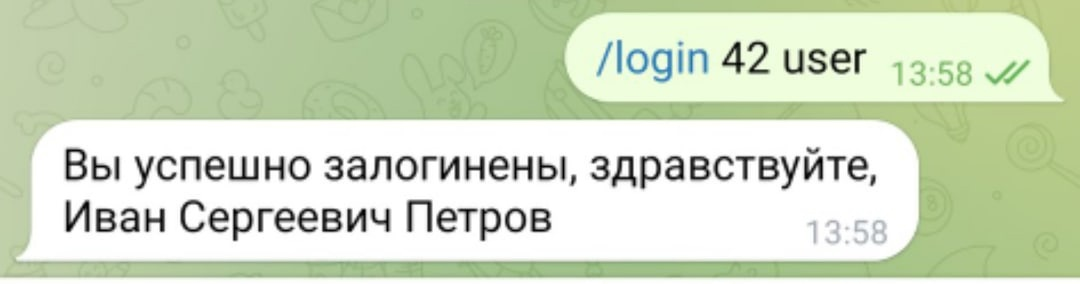 /login 42 user 13:58
Вы успешно залогинены, здравствуйте,
Иван Сергеевич Петров 13:58